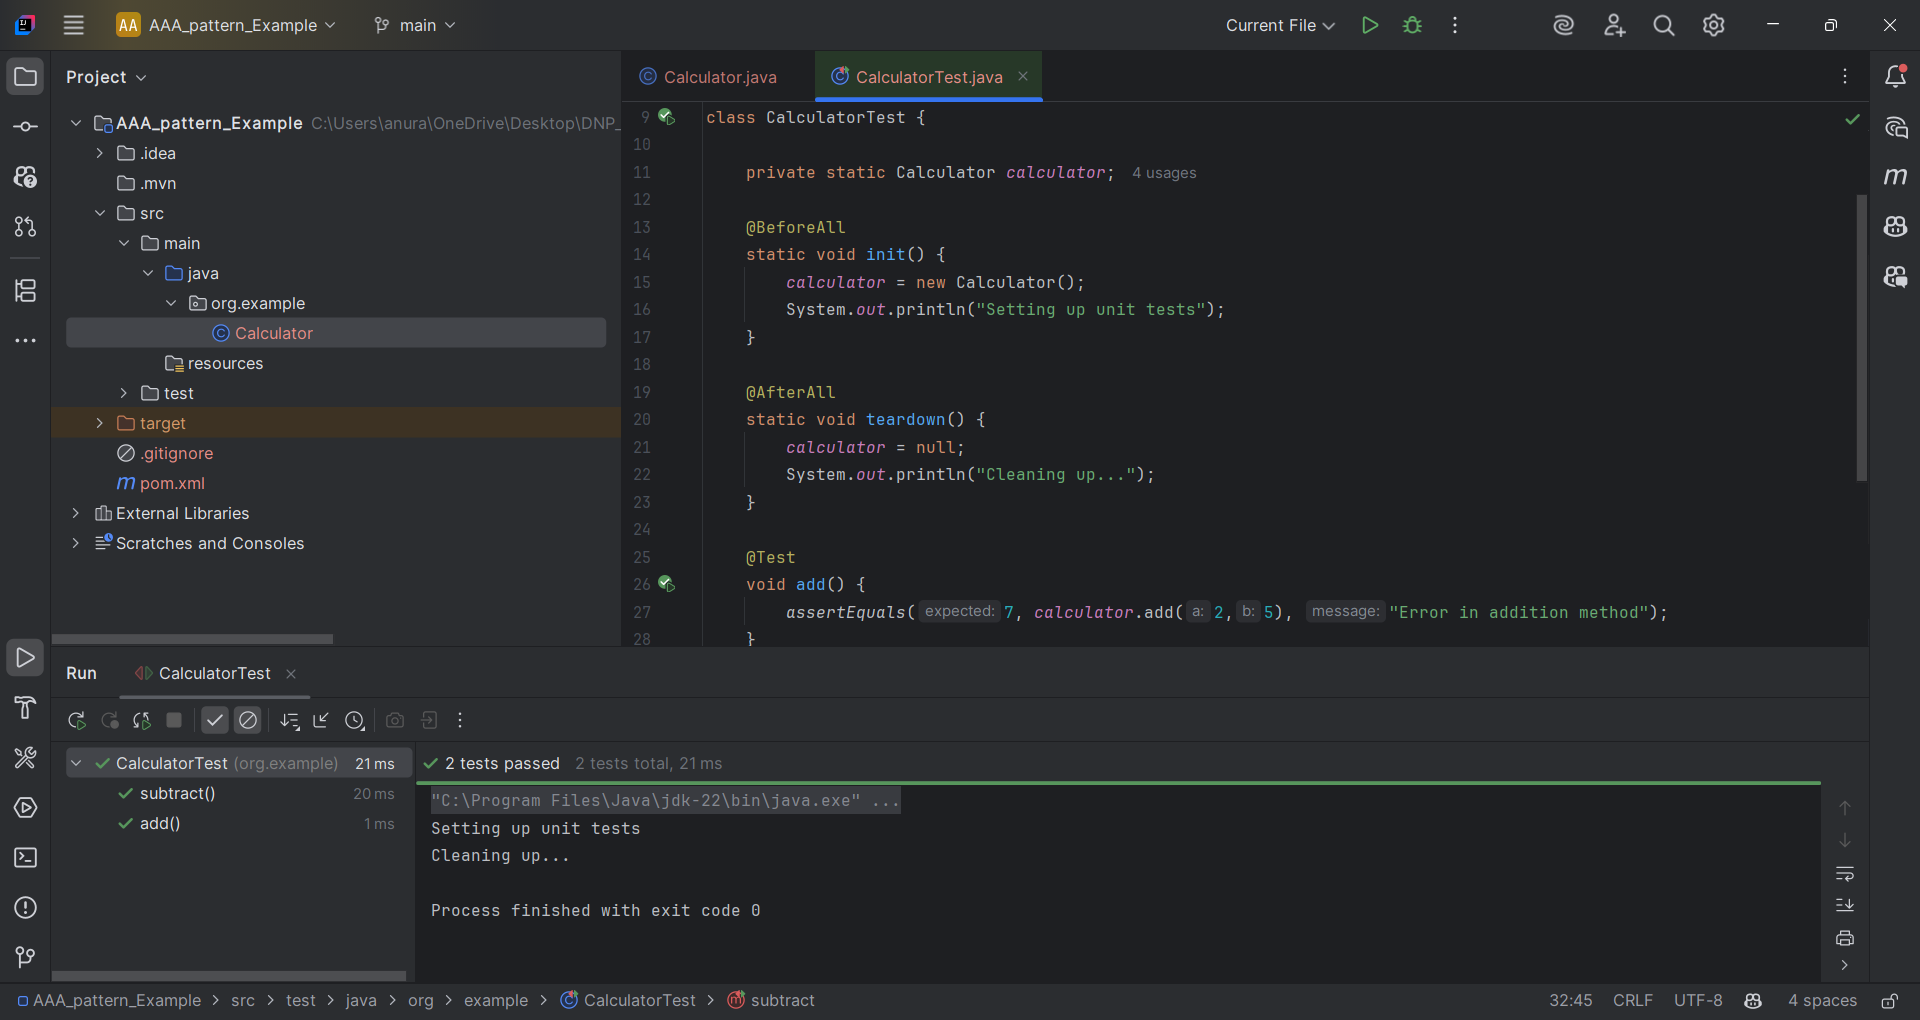 AA AAA_pattern_Example main Current File
Project
AAA_pattern_Example C:\Users\anura\OneDrive\Desktop\DNP_
.idea
.mvn
src
main
java
org.example
Calculator
resources
test
target
.gitignore
pom.xml
External Libraries
Scratches and Consoles
Calculator.java CalculatorTest.java
9 class CalculatorTest {
10
11 private static Calculator calculator; 4 usages
12
13 @BeforeAll
14 static void init() {
15 calculator = new Calculator();
16 System.out.println("Setting up unit tests");
17 }
18
19 @AfterAll
20 static void teardown() {
21 calculator = null;
22 System.out.println("Cleaning up...");
23 }
24
25 @Test
26 void add() {
27 assertEquals( expected: 7, calculator.add( a: 2, b: 5), message: "Error in addition method");
28 }
Run CalculatorTest
CalculatorTest (org.example) 21 ms
subtract() 20 ms
add() 1 ms
2 tests passed 2 tests total, 21 ms
"C:\Program Files\Java\jdk-22\bin\java.exe" ...
Setting up unit tests
Cleaning up...
Process finished with exit code 0
AAA_pattern_Example > src > test > java > org > example > CalculatorTest > subtract
32:45 CRLF UTF-8 4 spaces